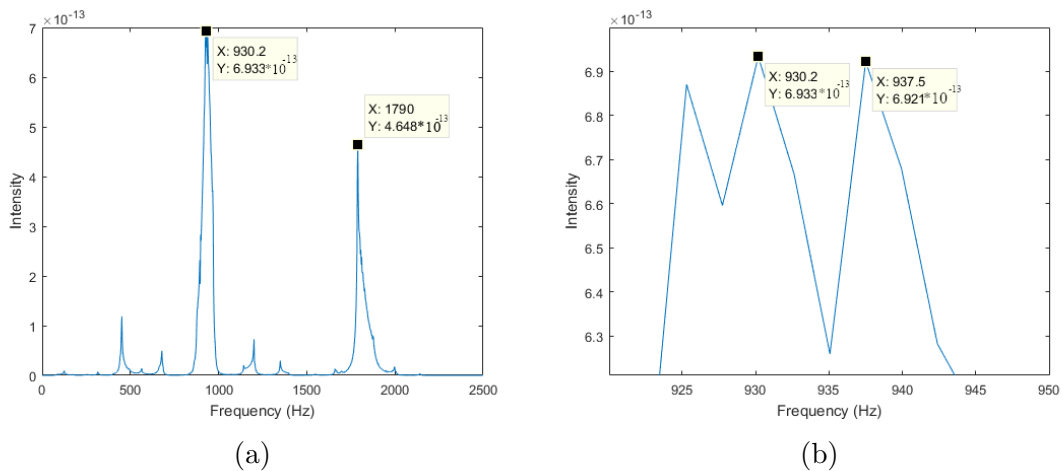 ×10-13
7
6
5
4
3
2
1
0
0 500 1000 1500 2000 2500
Intensity
Frequency (Hz)
X: 930.2
Y: 6.933*10-13
X: 1790
Y: 4.648*10-13
(a)
×10-13
6.9
6.8
6.7
6.6
6.5
6.4
6.3
925 930 935 940 945 950
Intensity
Frequency (Hz)
X: 930.2
Y: 6.933*10-13
X: 937.5
Y: 6.921*10-13
(b)